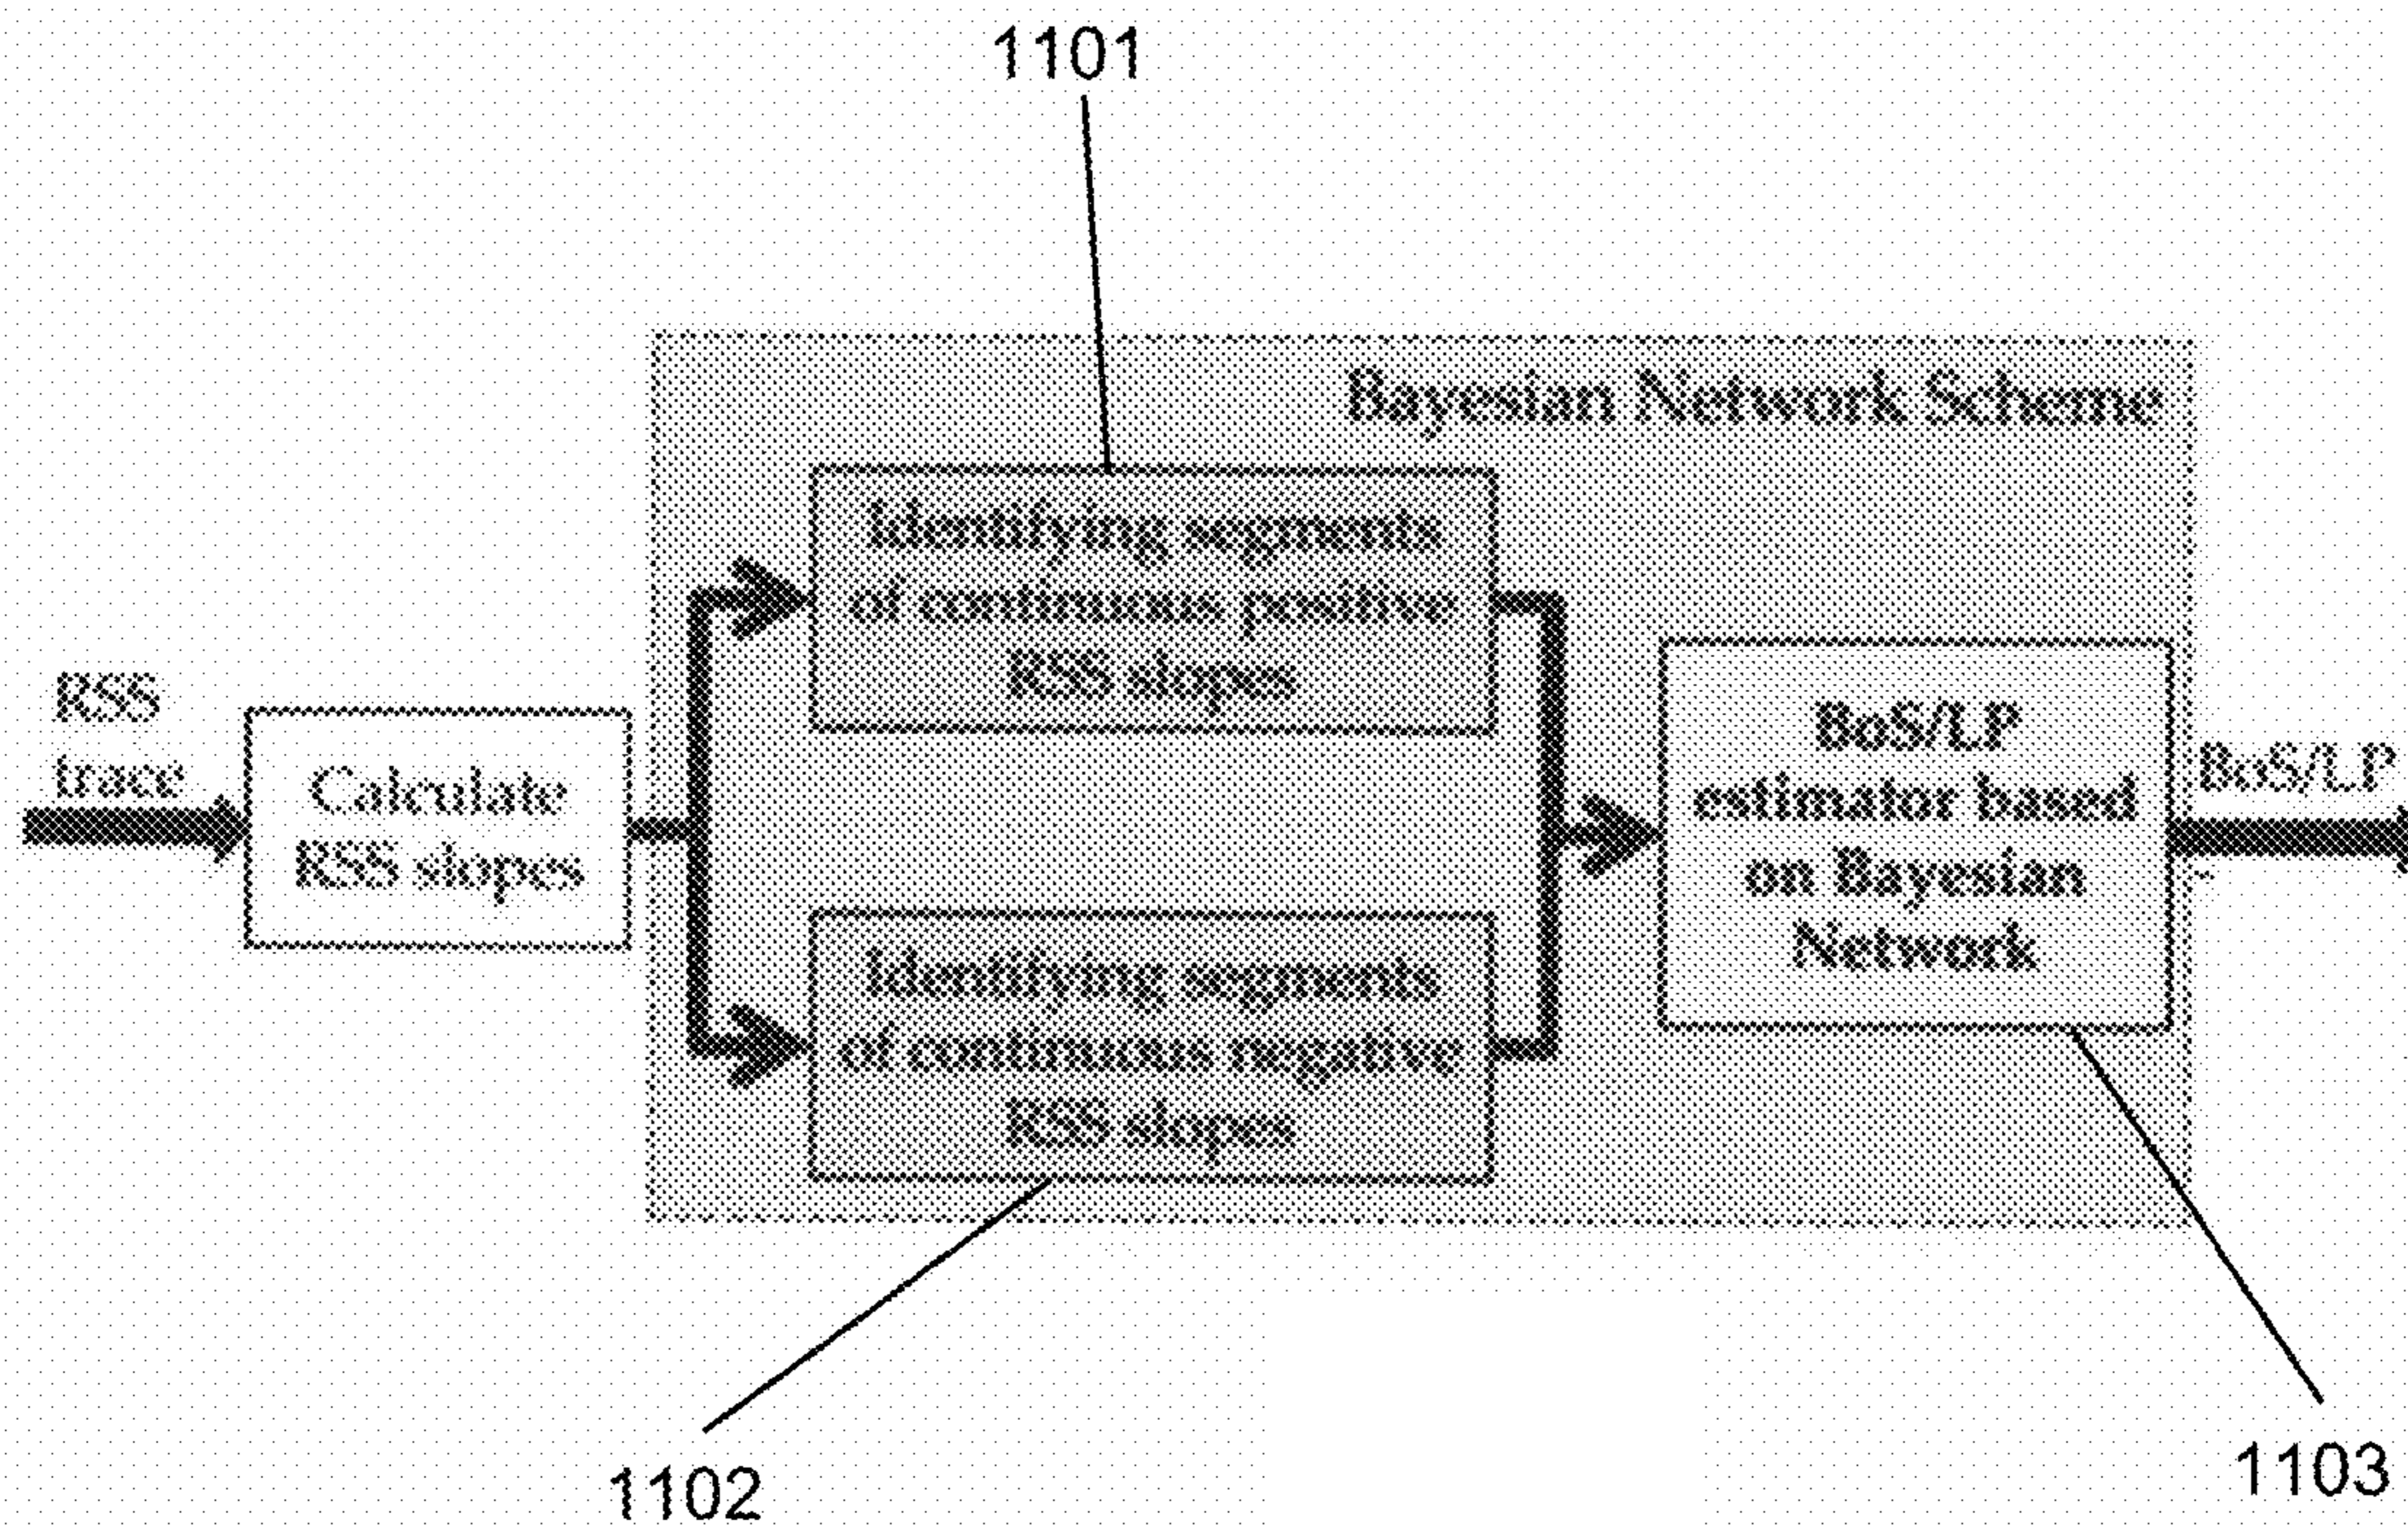 1101
Bayesian Network Scheme
Identifying segments
of continuous positive
RSS slopes
RSS
trace
Calculate
RSS slopes
BoS/LP
estimator based
on Bayesian
Network
BoS/LP
Identifying segments
of continuous negative
RSS slopes
1102
1103